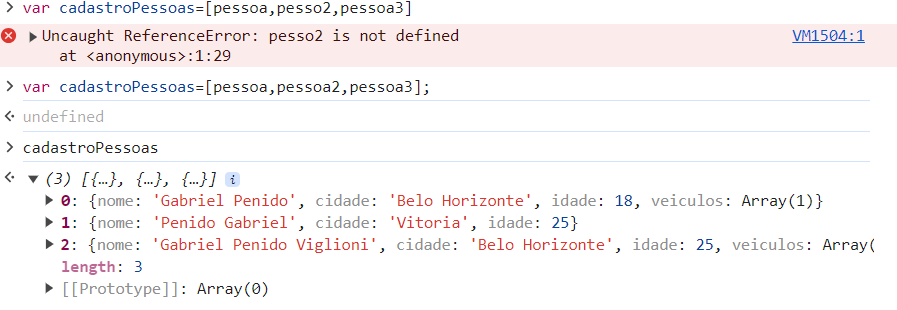 > var cadastroPessoas=[pessoa,pesso2,pessoa3]
Uncaught ReferenceError: pesso2 is not defined VM1504:1
at <anonymous>:1:29
> var cadastroPessoas=[pessoa,pessoa2,pessoa3];
undefined
> cadastroPessoas
(3) [{…}, {…}, {…}] i
0: {nome: 'Gabriel Penido', cidade: 'Belo Horizonte', idade: 18, veiculos: Array(1)}
1: {nome: 'Penido Gabriel', cidade: 'Vitoria', idade: 25}
2: {nome: 'Gabriel Penido Viglioni', cidade: 'Belo Horizonte', idade: 25, veiculos: Array(
length: 3
[[Prototype]]: Array(0)